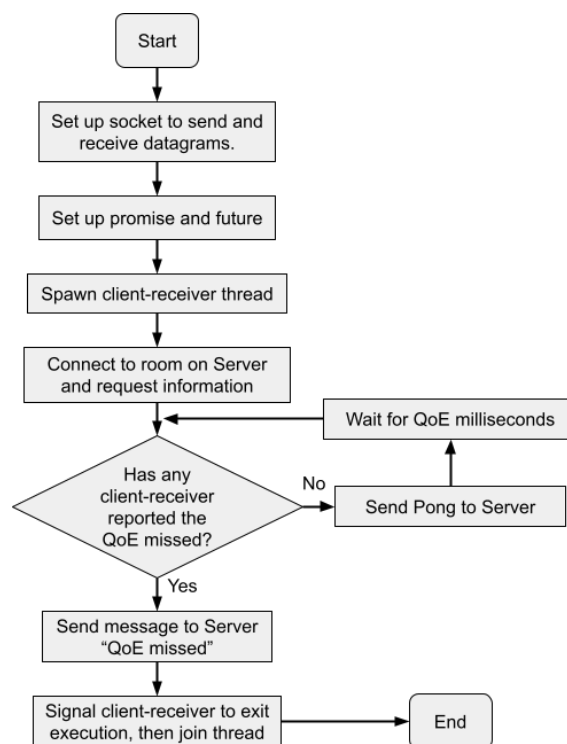 Start
Set up socket to send and
receive datagrams.
Set up promise and future
Spawn client-receiver thread
Connect to room on Server
and request information
Wait for QoE milliseconds
Has any
client-receiver
reported the
QoE missed?
No
Send Pong to Server
Yes
Send message to Server
“QoE missed”
Signal client-receiver to exit
execution, then join thread
End